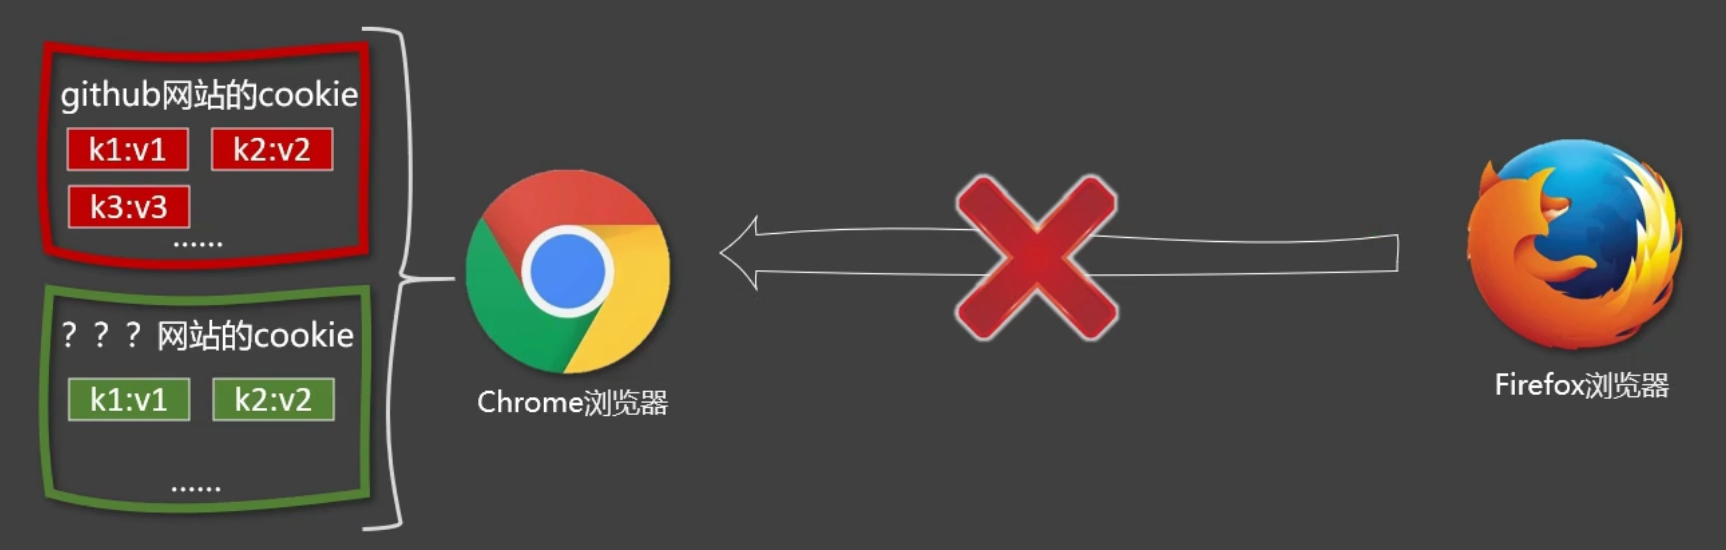 github网站的cookie
k1:v1 k2:v2
k3:v3
......
？？？网站的cookie
k1:v1 k2:v2
......
Chrome浏览器
Firefox浏览器